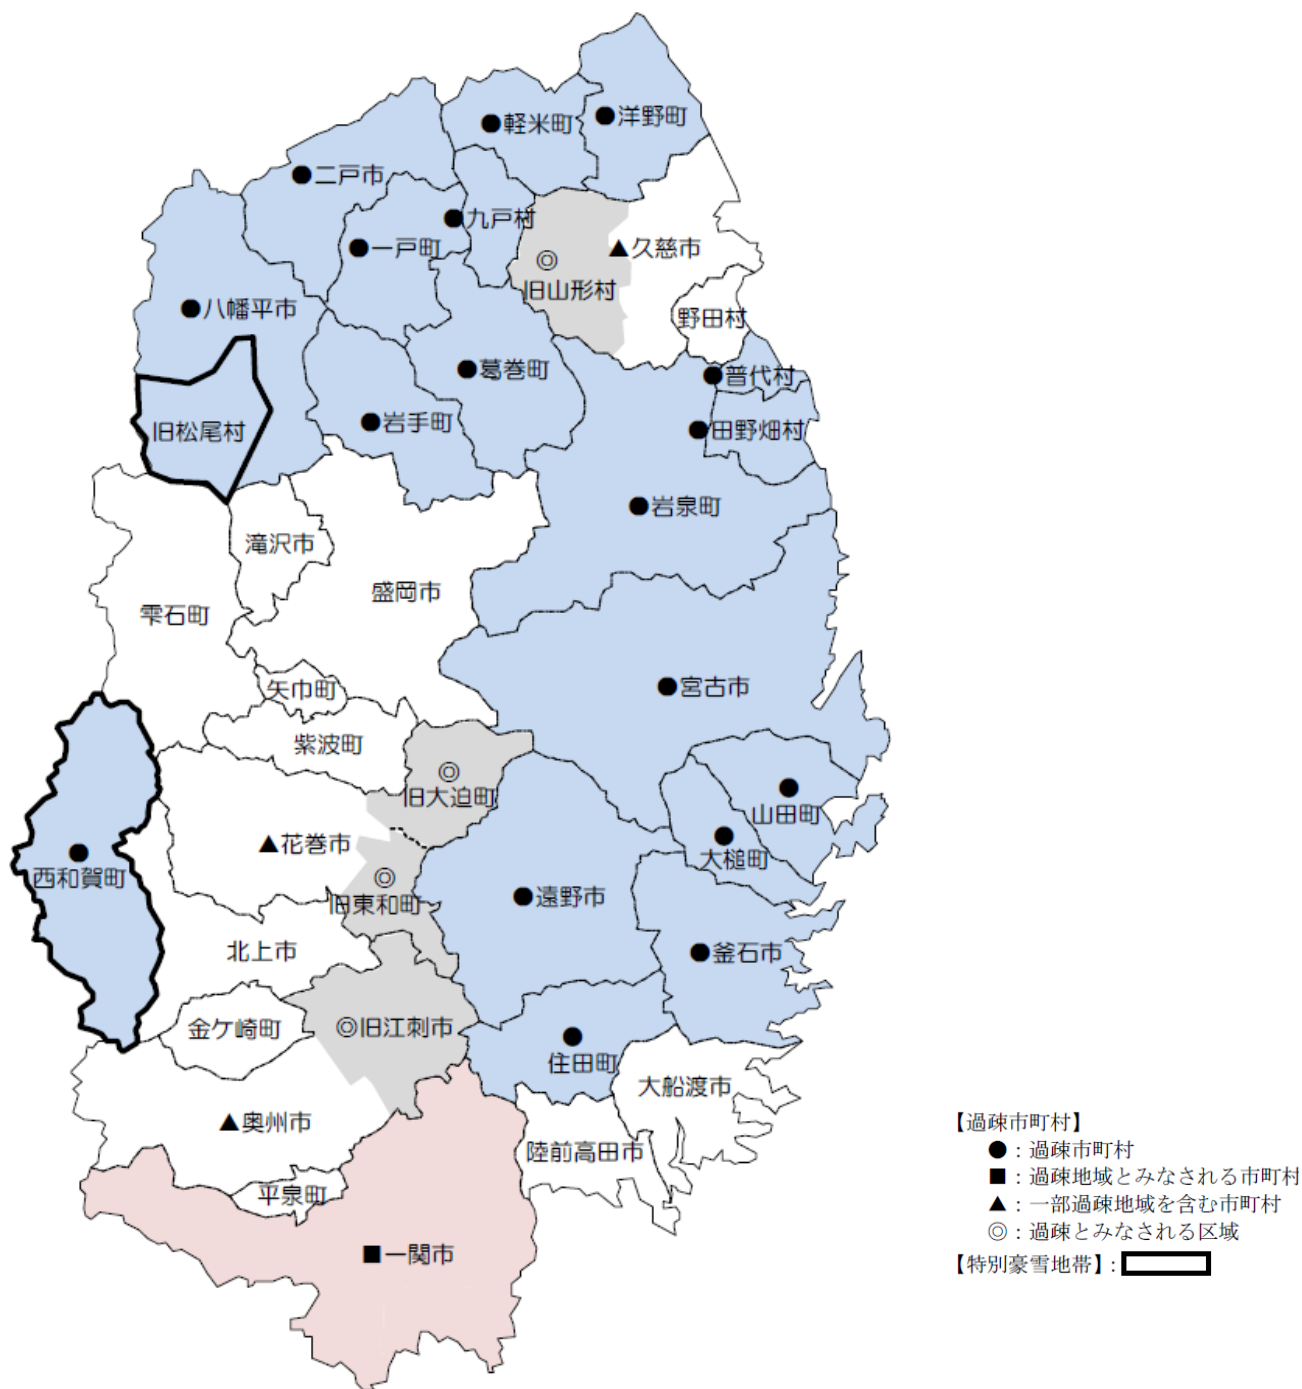 ●洋野町
●軽米町
●二戸市
●九戸村
●一戸町
▲久慈市
◎
旧山形村
●八幡平市
野田村
●葛巻町
●普代村
●岩手町
旧松尾村
●田野畑村
●岩泉町
滝沢市
盛岡市
雫石町
●宮古市
矢巾町
紫波町
◎
旧大迫町
●
山田町
▲花巻市
●
大槌町
●
西和賀町
◎
旧東和町
●遠野市
北上市
●釜石市
金ケ崎町
◎旧江刺市
●
住田町
大船渡市
▲奥州市
陸前高田市
平泉町
■一関市
【過疎市町村】
●：過疎市町村
■：過疎地域とみなされる市町村
▲：一部過疎地域を含む市町村
◎：過疎とみなされる区域
【特別豪雪地帯】：